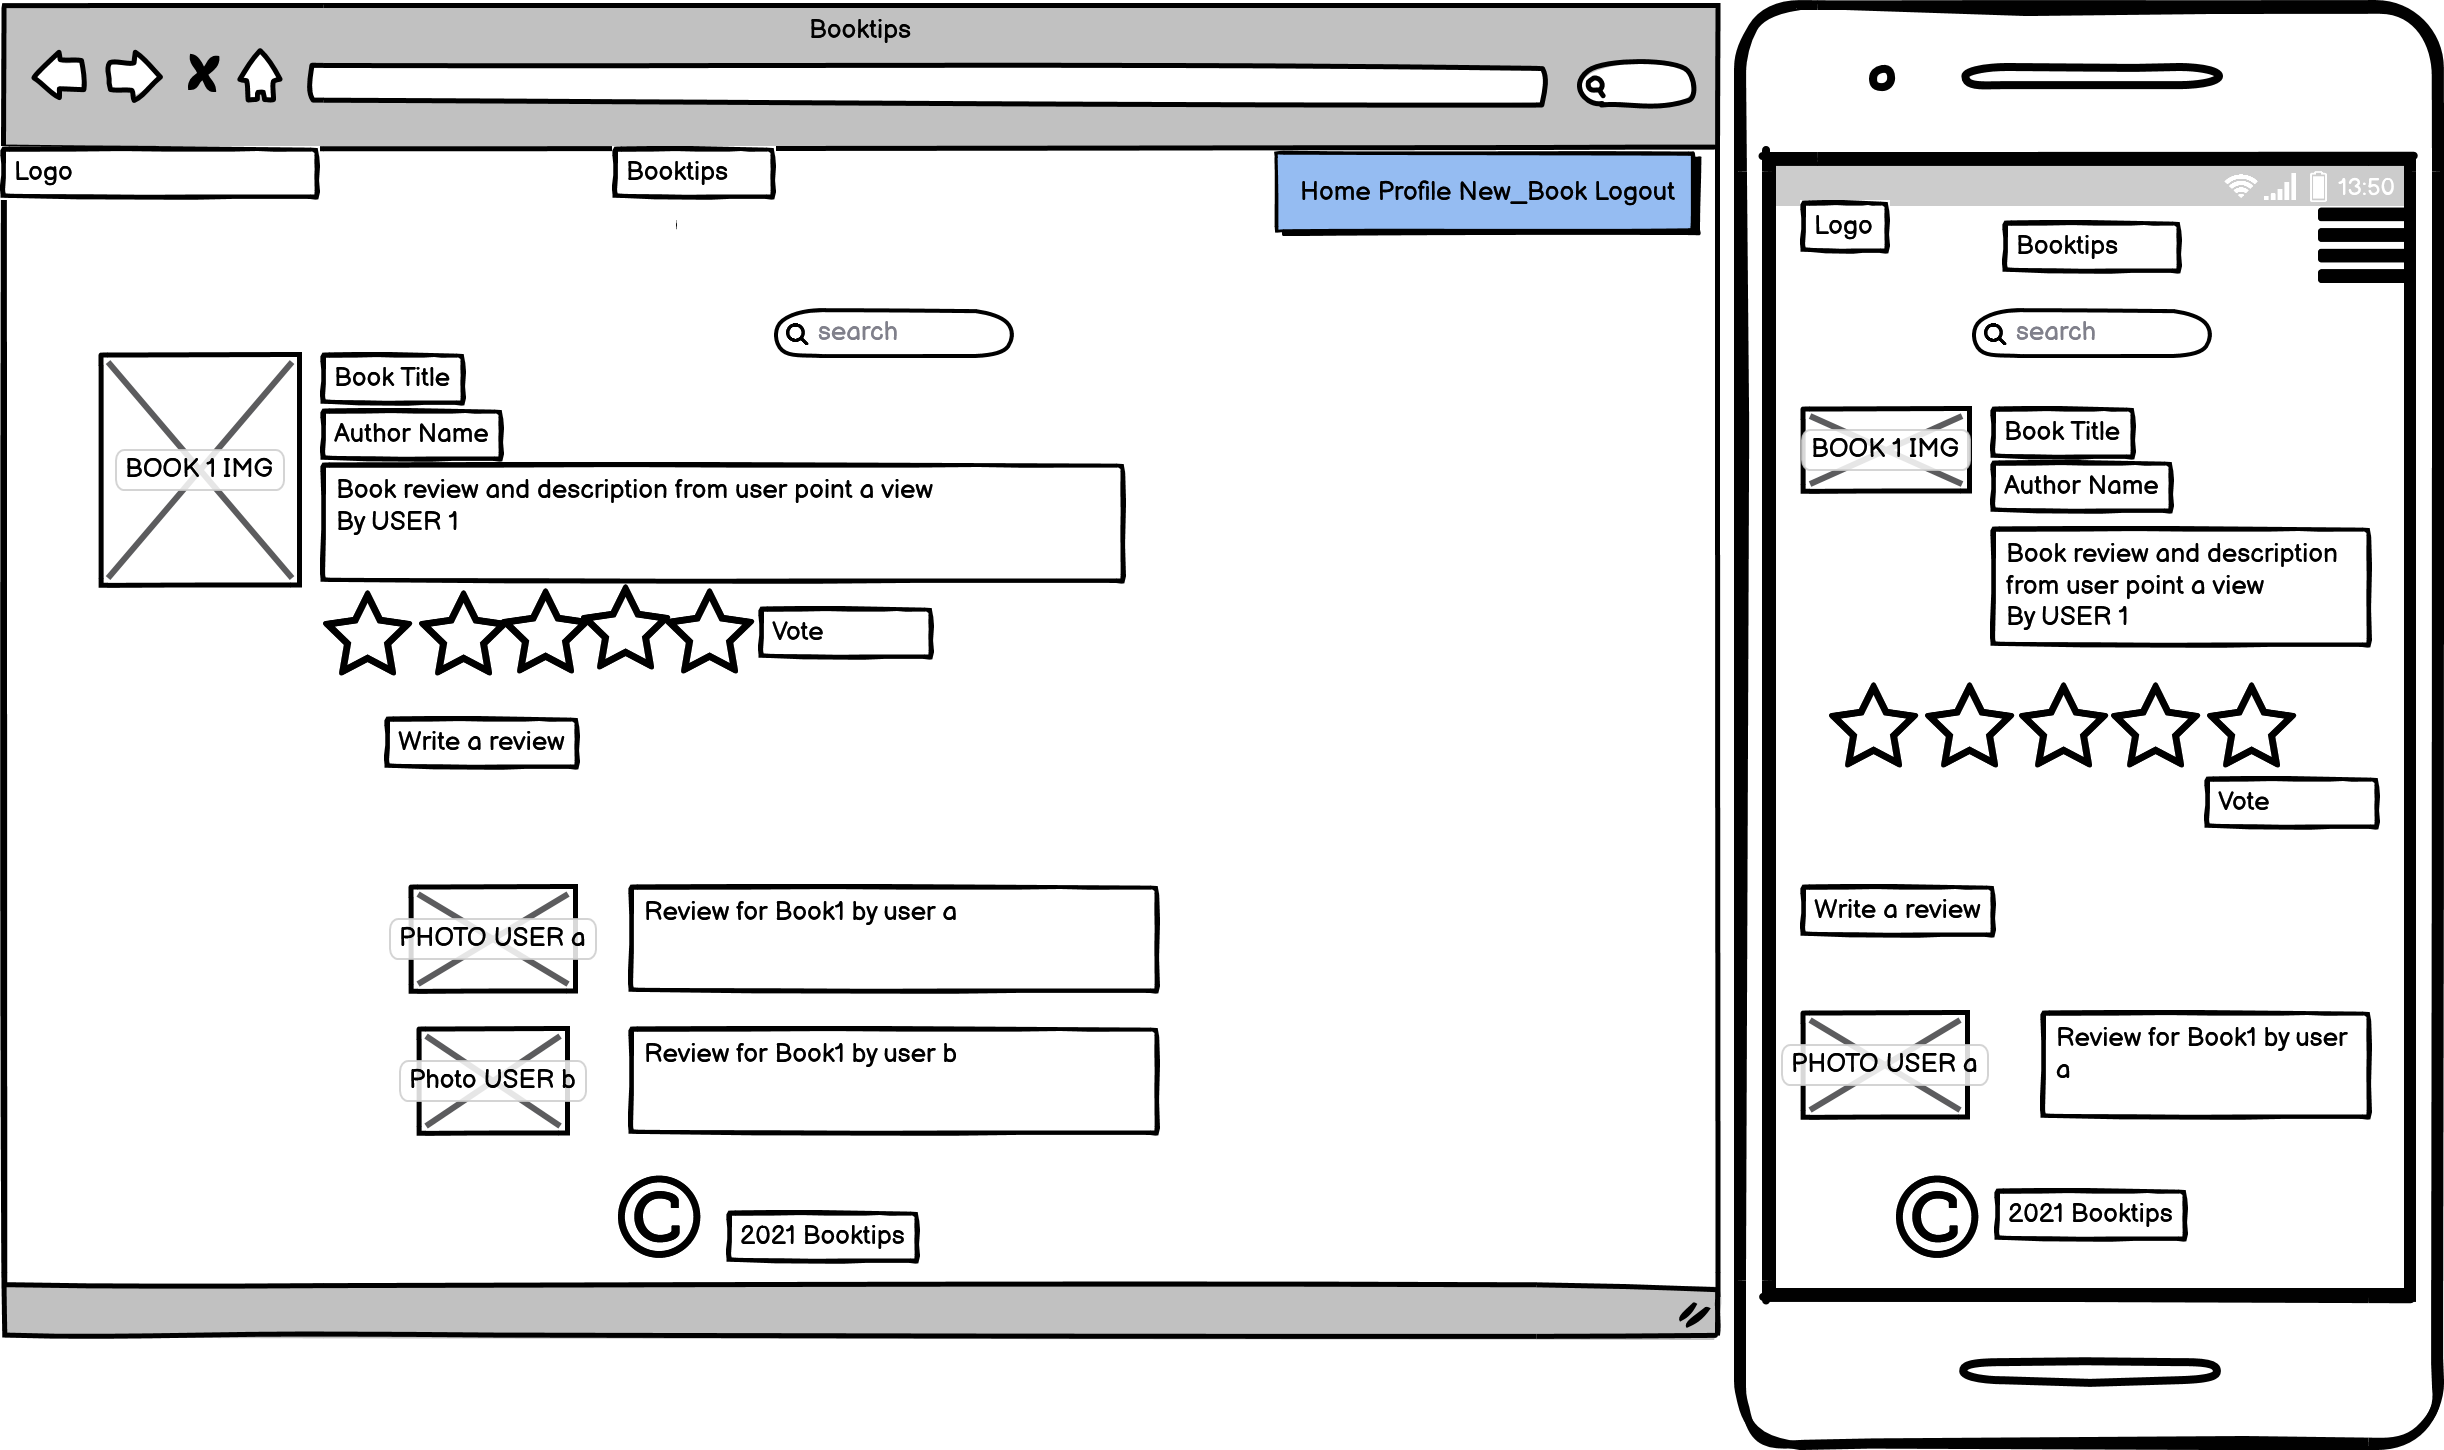 Booktips
Logo
Booktips
Home Profile New_Book Logout
search
BOOK 1 IMG
Book Title
Author Name
Book review and description from user point a view
By USER 1
Vote
Write a review
PHOTO USER a
Review for Book1 by user a
Photo USER b
Review for Book1 by user b
©
2021 Booktips
13:50
Logo
Booktips
search
BOOK 1 IMG
Book Title
Author Name
Book review and description
from user point a view
By USER 1
Vote
Write a review
PHOTO USER a
Review for Book1 by user
a
©
2021 Booktips